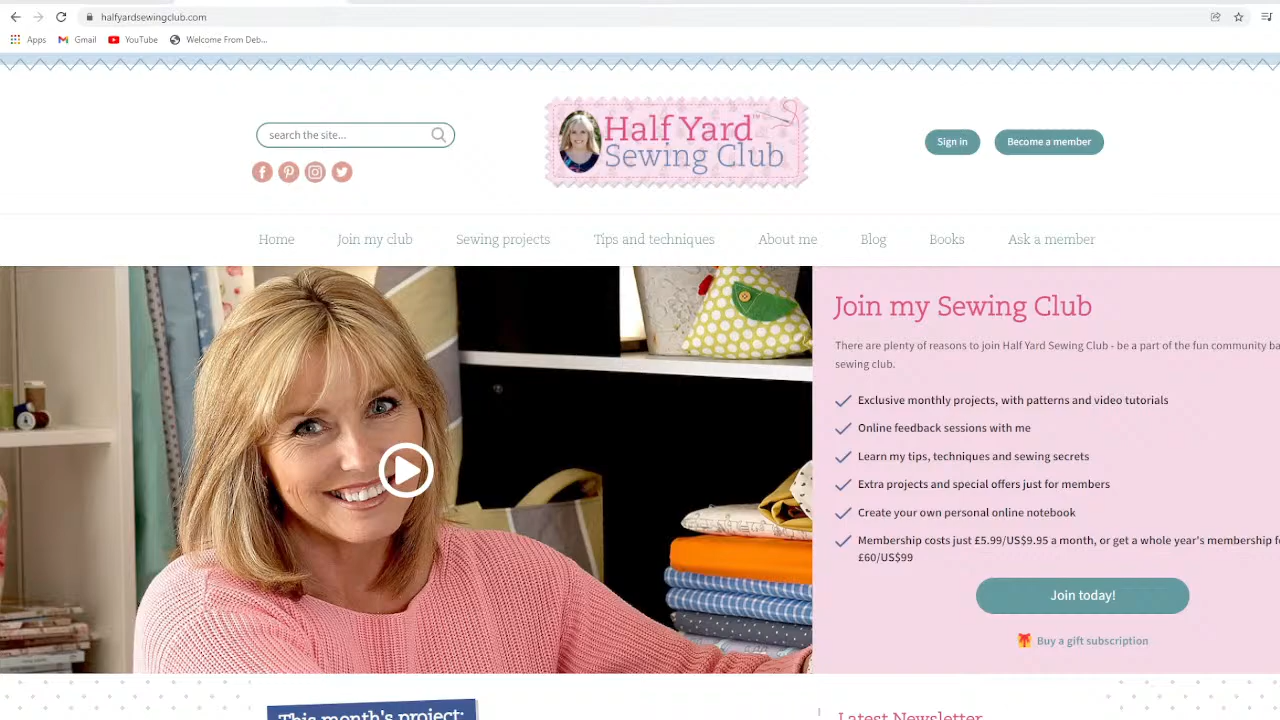 halfyardsewingclub.com
Apps Gmail YouTube Welcome From Deb...
search the site...
Half Yard™
Sewing Club
Sign in
Become a member
Home Join my club Sewing projects Tips and techniques About me Blog Books Ask a member
Join my Sewing Club
There are plenty of reasons to join Half Yard Sewing Club - be a part of the fun community ba
sewing club.
Exclusive monthly projects, with patterns and video tutorials
Online feedback sessions with me
Learn my tips, techniques and sewing secrets
Extra projects and special offers just for members
Create your own personal online notebook
Membership costs just £5.99/US$9.95 a month, or get a whole year's membership fo
£60/US$99
Join today!
Buy a gift subscription
This month's project:
Latest Newsletter